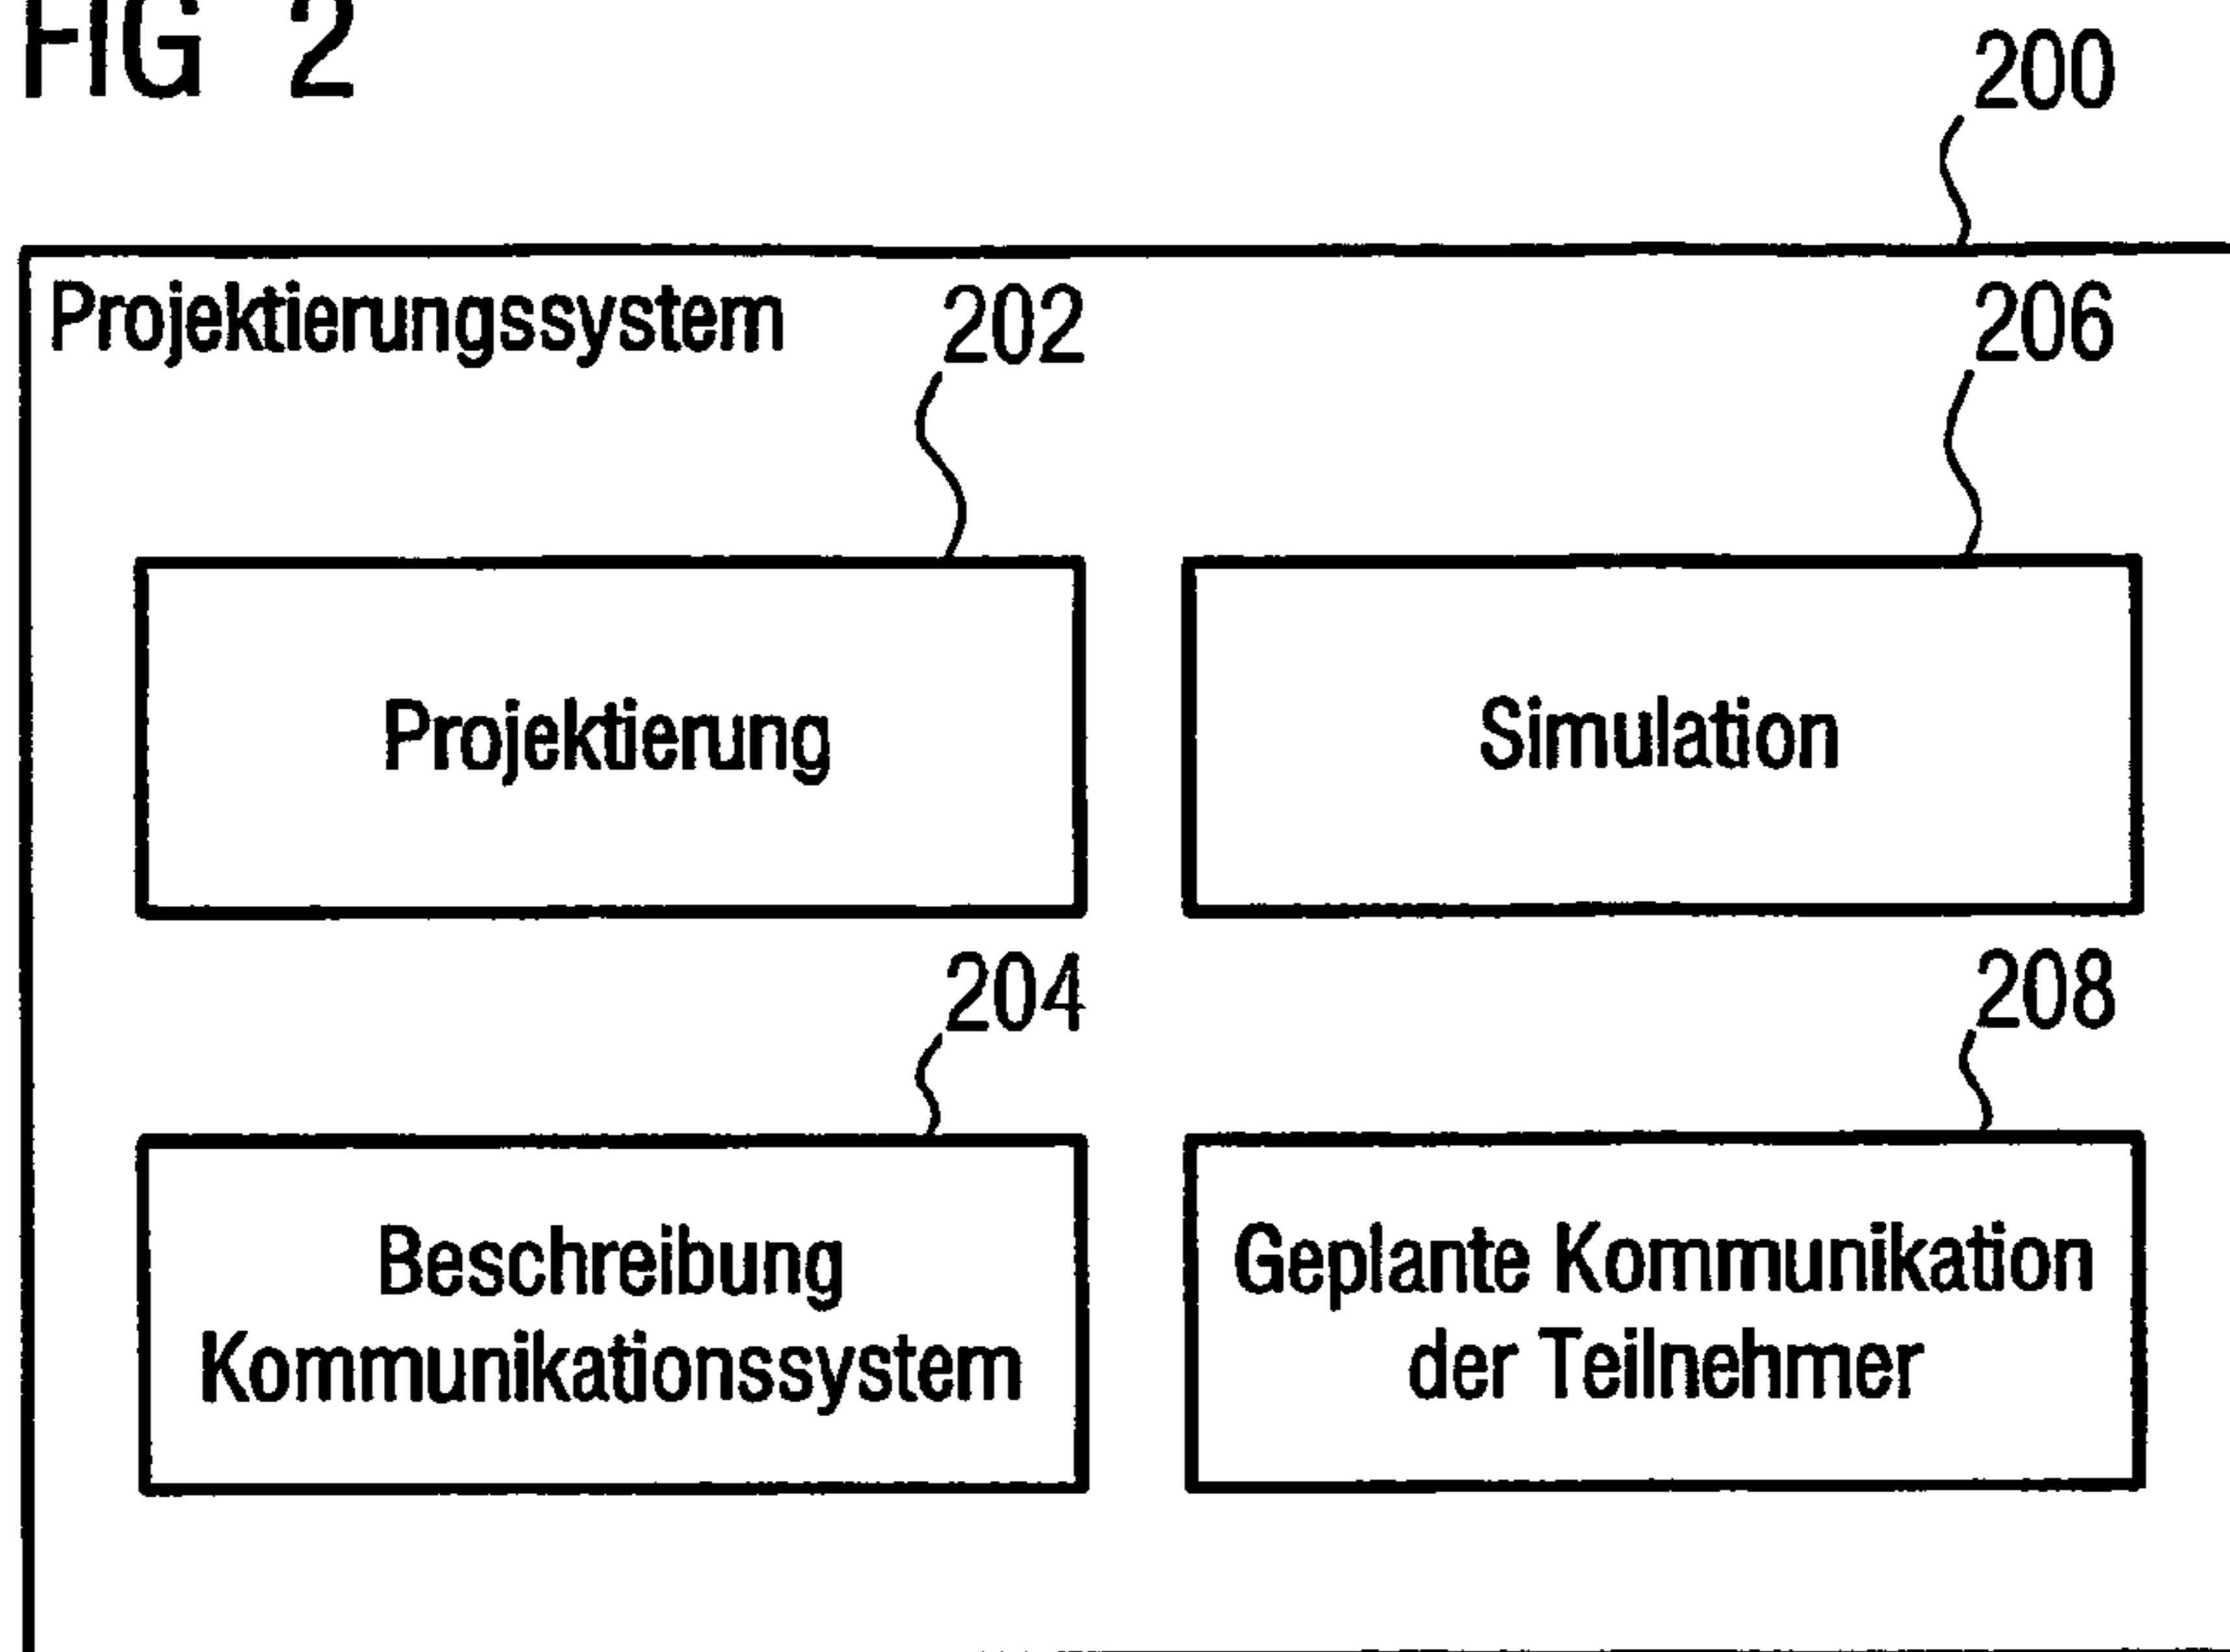 FIG 2
200
Projektierungssystem
202
206
Projektierung
Simulation
204
208
Beschreibung
Kommunikationssystem
Geplante Kommunikation
der Teilnehmer